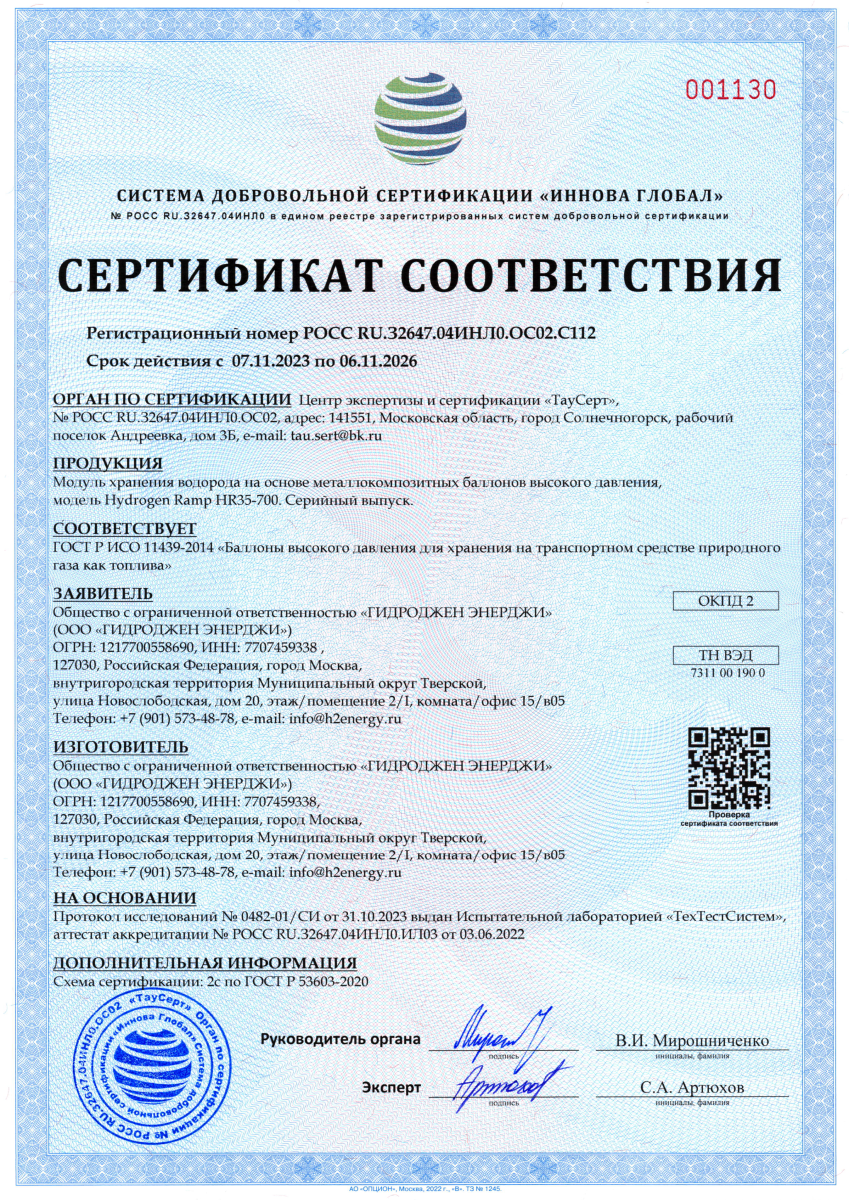 001130
СИСТЕМА ДОБРОВОЛЬНОЙ СЕРТИФИКАЦИИ «ИННОВА ГЛОБАЛ»
№ РОСС RU.32647.04ИНЛ0 в едином реестре зарегистрированных систем добровольной сертификации
СЕРТИФИКАТ СООТВЕТСТВИЯ
Регистрационный номер РОСС RU.32647.04ИНЛ0.ОС02.С112
Срок действия с 07.11.2023 по 06.11.2026
ОРГАН ПО СЕРТИФИКАЦИИ Центр экспертизы и сертификации «ТауСерт»,
№ РОСС RU.32647.04ИНЛ0.ОС02, адрес: 141551, Московская область, город Солнечногорск, рабочий
поселок Андреевка, дом 3Б, e-mail: tau.sert@bk.ru
ПРОДУКЦИЯ
Модуль хранения водорода на основе металлокомпозитных баллонов высокого давления,
модель Hydrogen Ramp HR35-700. Серийный выпуск.
СООТВЕТСТВУЕТ
ГОСТ Р ИСО 11439-2014 «Баллоны высокого давления для хранения на транспортном средстве природного
газа как топлива»
ЗАЯВИТЕЛЬ
Общество с ограниченной ответственностью «ГИДРОДЖЕН ЭНЕРДЖИ»
(ООО «ГИДРОДЖЕН ЭНЕРДЖИ»)
ОГРН: 1217700558690, ИНН: 7707459338 ,
127030, Российская Федерация, город Москва,
внутригородская территория Муниципальный округ Тверской,
улица Новослободская, дом 20, этаж/помещение 2/I, комната/офис 15/в05
Телефон: +7 (901) 573-48-78, e-mail: info@h2energy.ru
ОКПД 2
ТН ВЭД
7311 00 190 0
ИЗГОТОВИТЕЛЬ
Общество с ограниченной ответственностью «ГИДРОДЖЕН ЭНЕРДЖИ»
(ООО «ГИДРОДЖЕН ЭНЕРДЖИ»)
ОГРН: 1217700558690, ИНН: 7707459338,
127030, Российская Федерация, город Москва,
внутригородская территория Муниципальный округ Тверской,
улица Новослободская, дом 20, этаж/помещение 2/I, комната/офис 15/в05
Телефон: +7 (901) 573-48-78, e-mail: info@h2energy.ru
Проверка
сертификата соответствия
НА ОСНОВАНИИ
Протокол исследований № 0482-01/СИ от 31.10.2023 выдан Испытательной лабораторией «ТехТестСистем»,
аттестат аккредитации № РОСС RU.32647.04ИНЛ0.ИЛ03 от 03.06.2022
ДОПОЛНИТЕЛЬНАЯ ИНФОРМАЦИЯ
Схема сертификации: 2с по ГОСТ Р 53603-2020
«ТауСерт» Орган по сертификации № РОСС RU.32647.04ИНЛ0.ОС02
«Иннова Глобал» Система добровольной сертификации
Руководитель органа
подпись
В.И. Мирошниченко
инициалы, фамилия
Эксперт
Артюхов
подпись
С.А. Артюхов
инициалы, фамилия
АО «ОПЦИОН», Москва, 2022 г., «В». ТЗ № 1245.